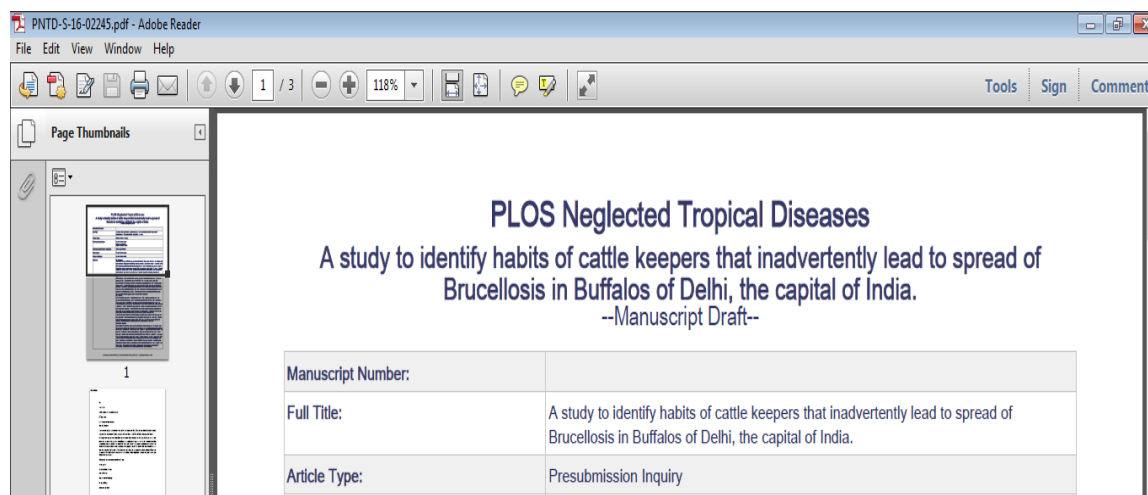 PNTD-S-16-02245.pdf - Adobe Reader
File Edit View Window Help
1 / 3 118% Tools Sign Comment
Page Thumbnails
PLOS Neglected Tropical Diseases
A study to identify habits of cattle keepers that inadvertently lead to spread of
Brucellosis in Buffalos of Delhi, the capital of India.
--Manuscript Draft--
1
Manuscript Number:
Full Title: A study to identify habits of cattle keepers that inadvertently lead to spread of
Brucellosis in Buffalos of Delhi, the capital of India.
Article Type: Presubmission Inquiry